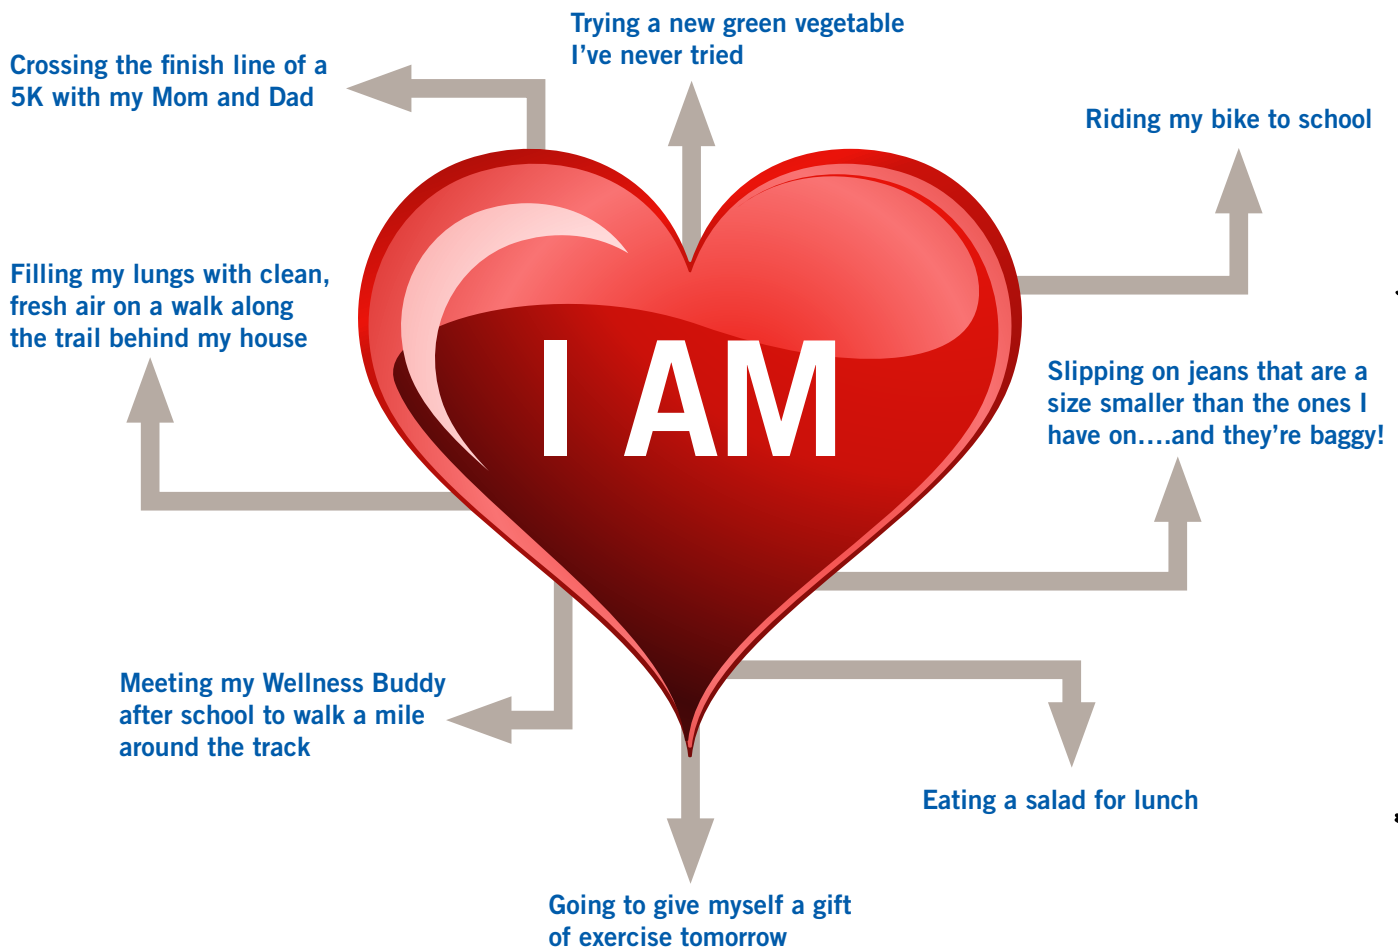 Trying a new green vegetable
I've never tried
Crossing the finish line of a
5K with my Mom and Dad
Riding my bike to school
Filling my lungs with clean,
fresh air on a walk along
the trail behind my house
I AM
Slipping on jeans that are a
size smaller than the ones I
have on....and they're baggy!
Meeting my Wellness Buddy
after school to walk a mile
around the track
Eating a salad for lunch
Going to give myself a gift
of exercise tomorrow